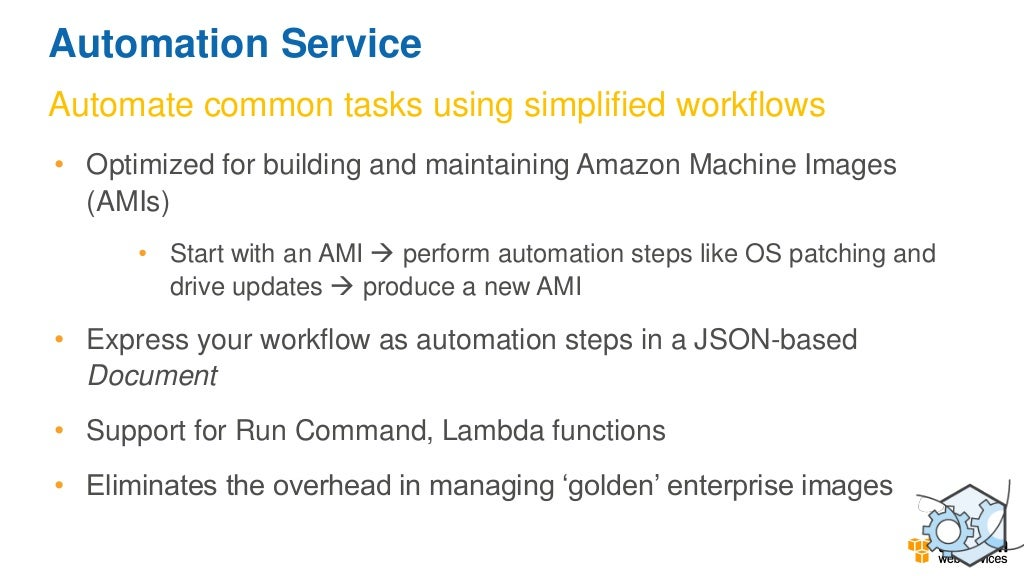 Automation Service
Automate common tasks using simplified workflows
• Optimized for building and maintaining Amazon Machine Images
(AMIs)
• Start with an AMI → perform automation steps like OS patching and
drive updates → produce a new AMI
• Express your workflow as automation steps in a JSON-based
Document
• Support for Run Command, Lambda functions
• Eliminates the overhead in managing ‘golden’ enterprise images